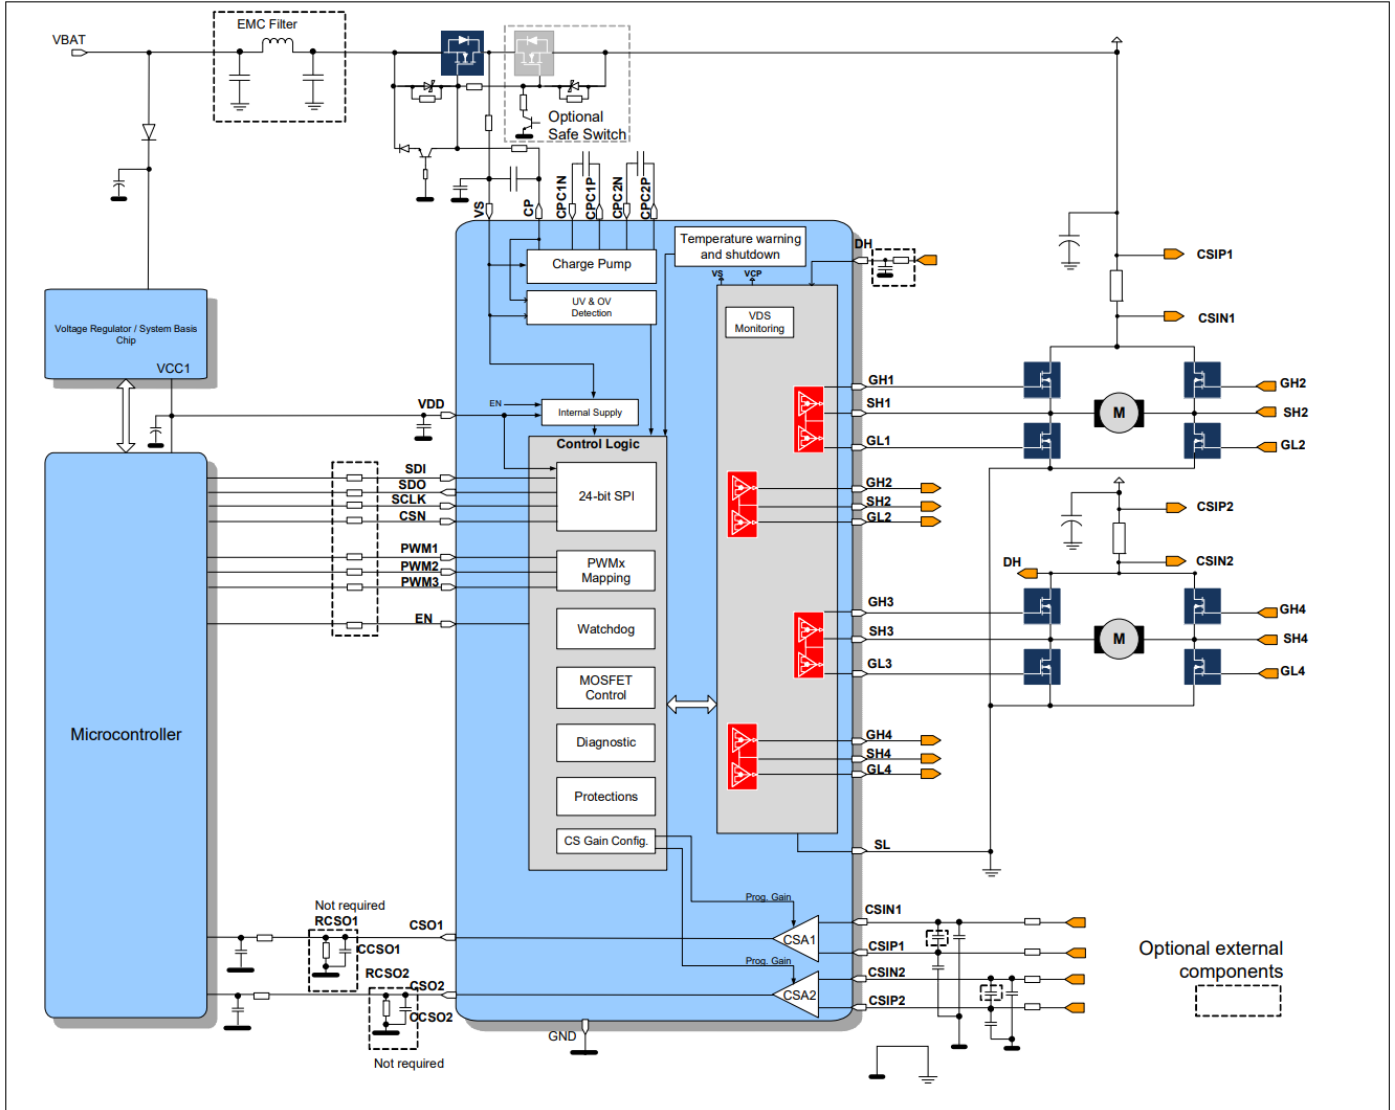 EMC Filter
VBAT
Optional
Safe Switch
VS
CP
CPC1N
CPC1P
CPC2N
CPC2P
Temperature warning
and shutdown
DH
Charge Pump
VS
VCP
CSIP1
UV & OV
Detection
VDS
Monitoring
CSIN1
Voltage Regulator / System Basis
Chip
VCC1
GH1
GH2
VDD
EN
Internal Supply
SH1
M
SH2
Control Logic
GL1
GL2
SDI
SDO
SCLK
CSN
24-bit SPI
GH2
SH2
GL2
CSIP2
PWM1
PWM2
PWM3
PWMx
Mapping
DH
CSIN2
EN
Watchdog
GH3
GH4
SH3
M
SH4
GL3
GL4
MOSFET
Control
Microcontroller
Diagnostic
GH4
SH4
GL4
Protections
CS Gain Config.
SL
Prog. Gain
Not required
RCSO1
CCSO1
CSO1
CSA1
CSIN1
CSIP1
Optional external
components
Prog. Gain
RCSO2
CSO2
CCSO2
CSA2
CSIN2
CSIP2
GND
Not required